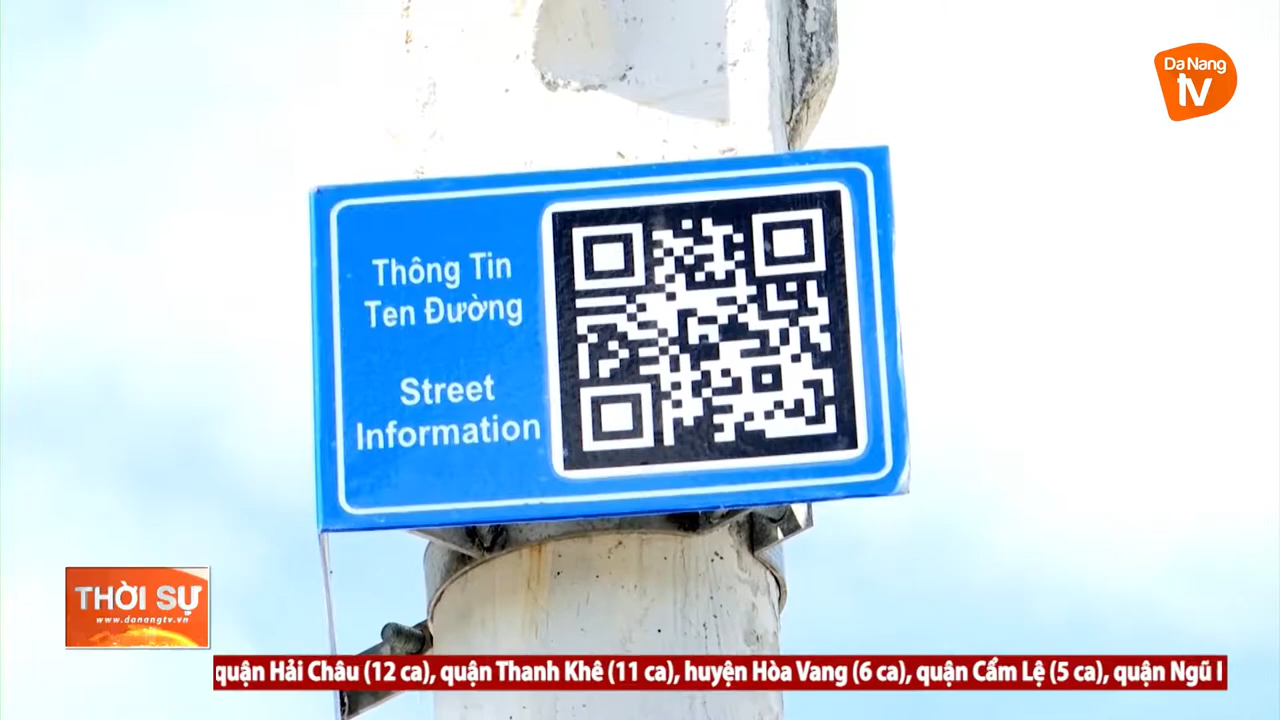 Da Nang
tv
Thông Tin
Ten Đường
Street
Information
THỜI SỰ
www.danangtv.vn
quận Hải Châu (12 ca), quận Thanh Khê (11 ca), huyện Hòa Vang (6 ca), quận Cẩm Lệ (5 ca), quận Ngũ